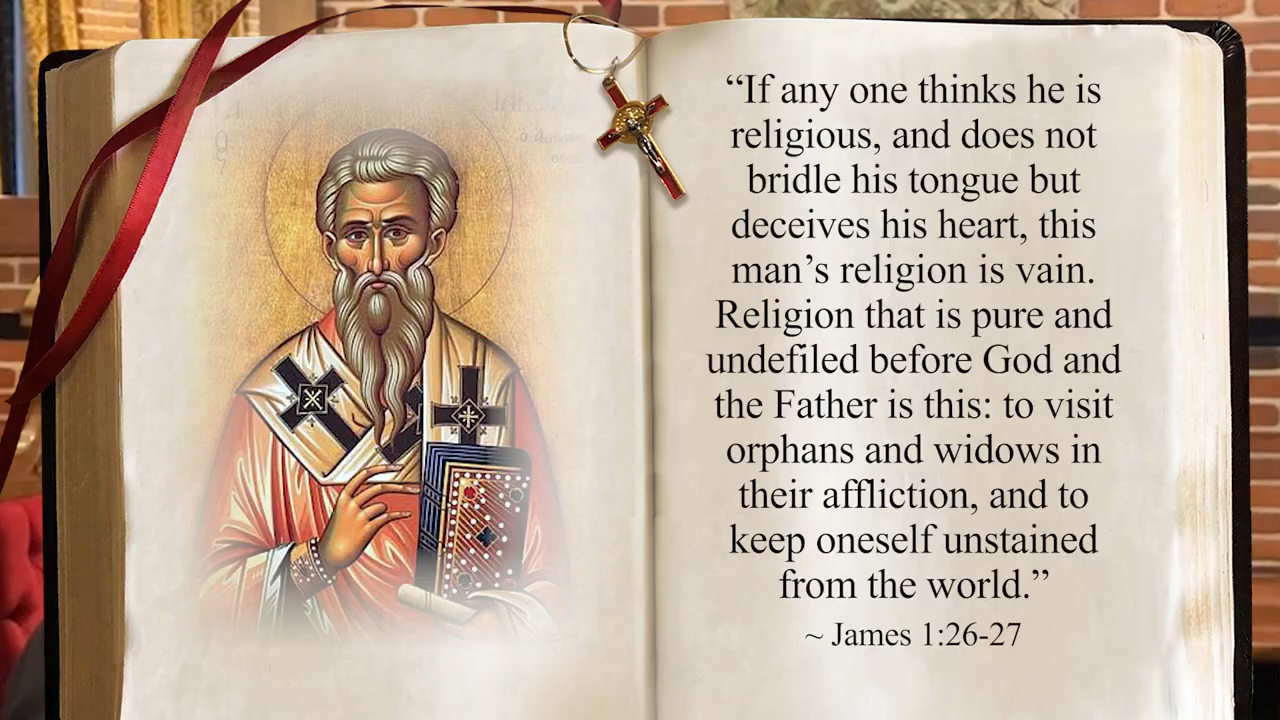 “If any one thinks he is
religious, and does not
bridle his tongue but
deceives his heart, this
man’s religion is vain.
Religion that is pure and
undefiled before God and
the Father is this: to visit
orphans and widows in
their affliction, and to
keep oneself unstained
from the world.”
~ James 1:26-27